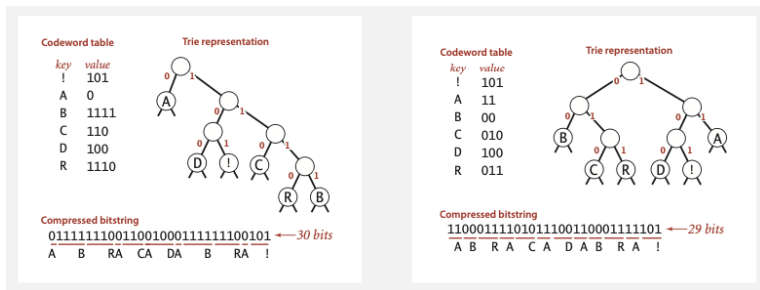 Codeword table
Trie representation
key value
! 101
A 0
B 1111
C 110
D 100
R 1110
0 1
A
0 1
0 1 0 1
D ! C
0 1
R B
Compressed bitstring
011111110011001000111111100101 30 bits
A B RA CA DA B RA !
Codeword table
Trie representation
key value
! 101
A 11
B 00
C 010
D 100
R 011
0 1
0 1 0 1
B A
0 1 0 1
C R D !
Compressed bitstring
11000111101011100110001111101 29 bits
A B R A C A D A B R A !